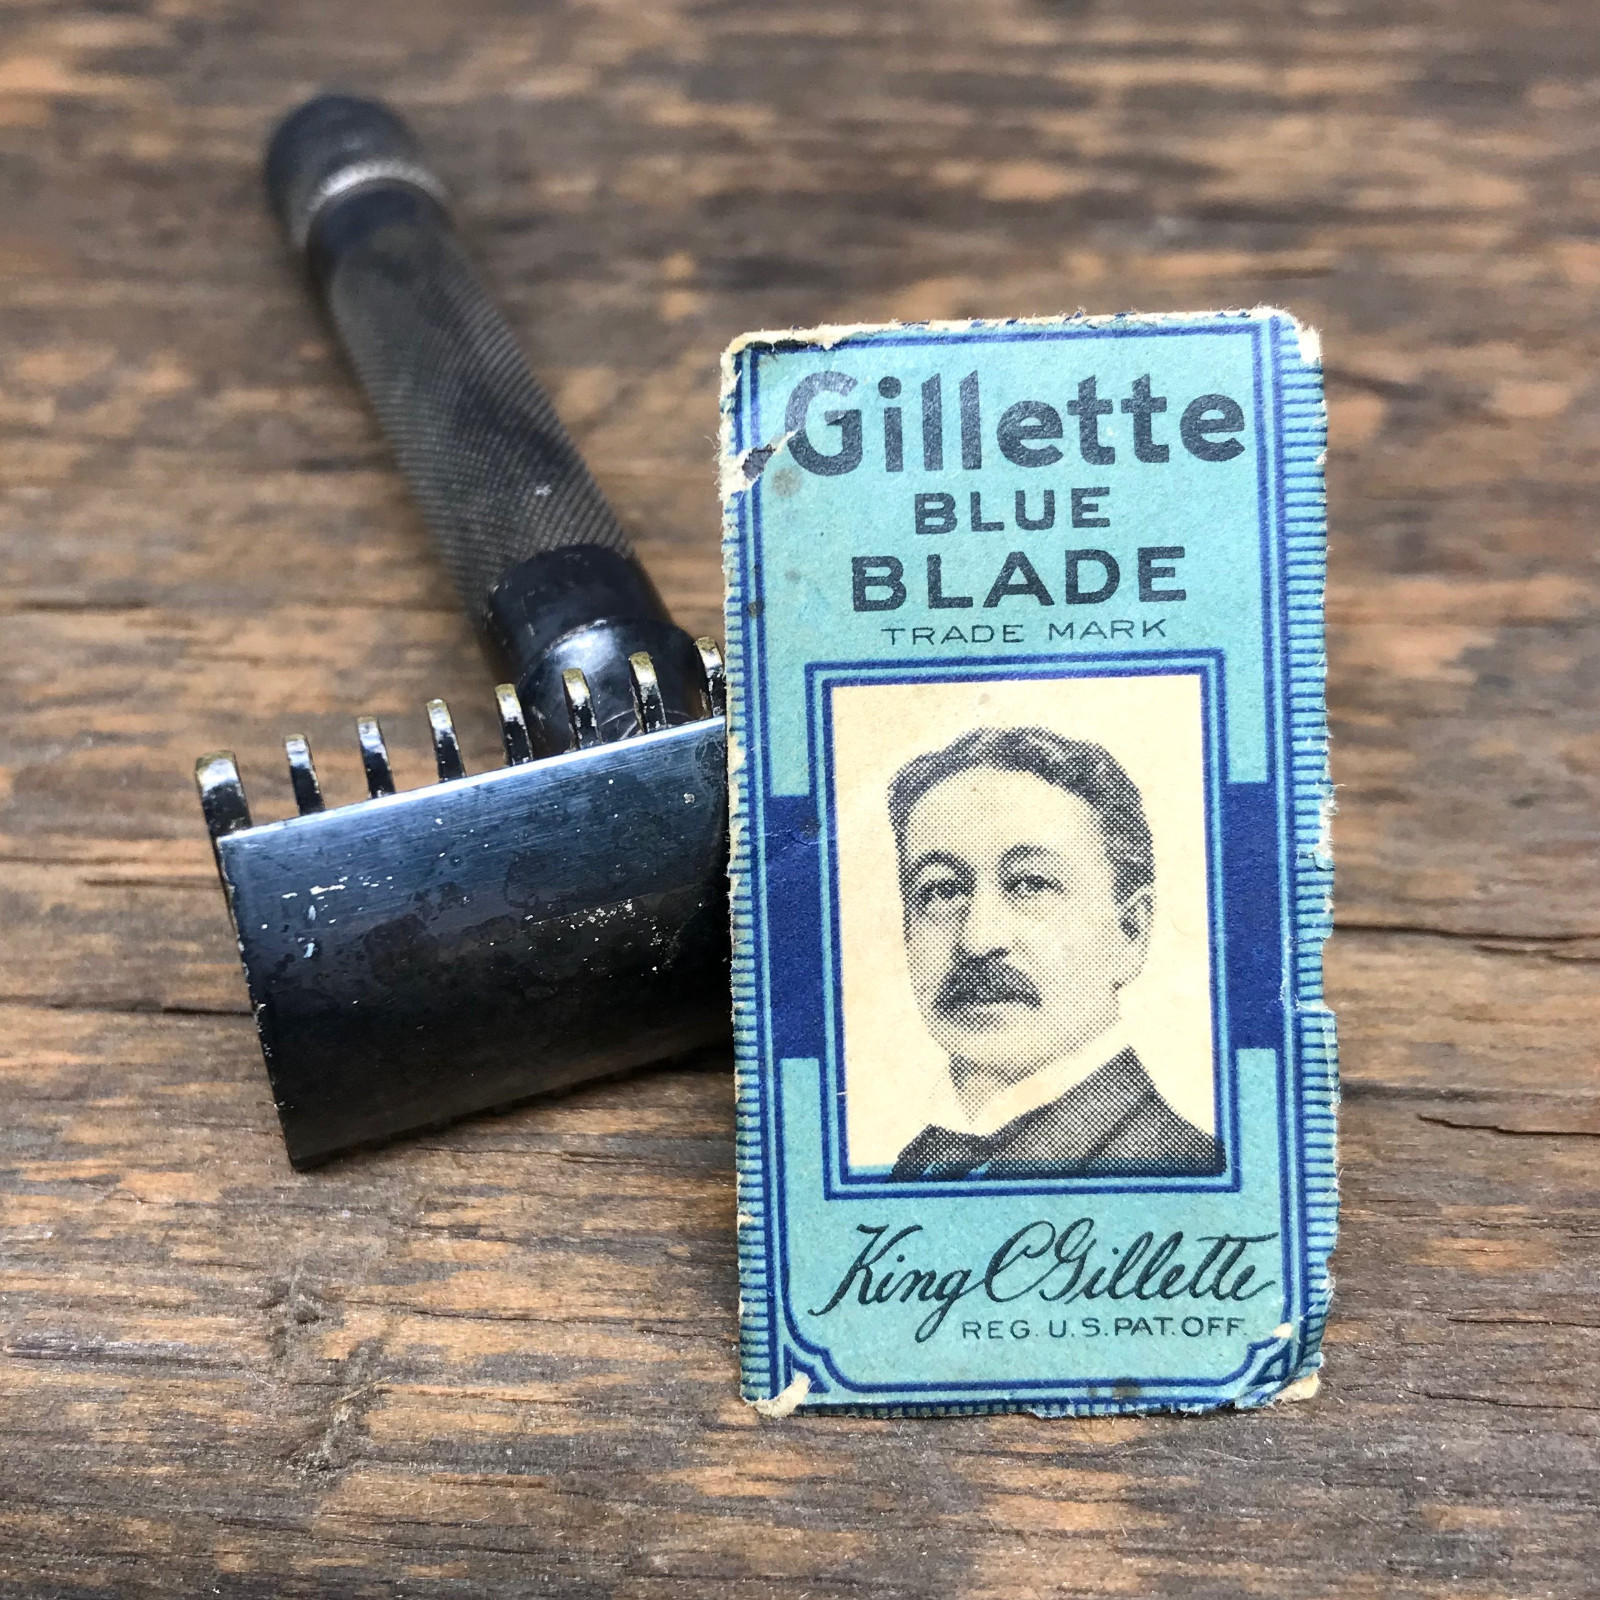 Gillette
BLUE
BLADE
TRADE MARK
King C Gillette
REG. U.S. PAT. OFF.